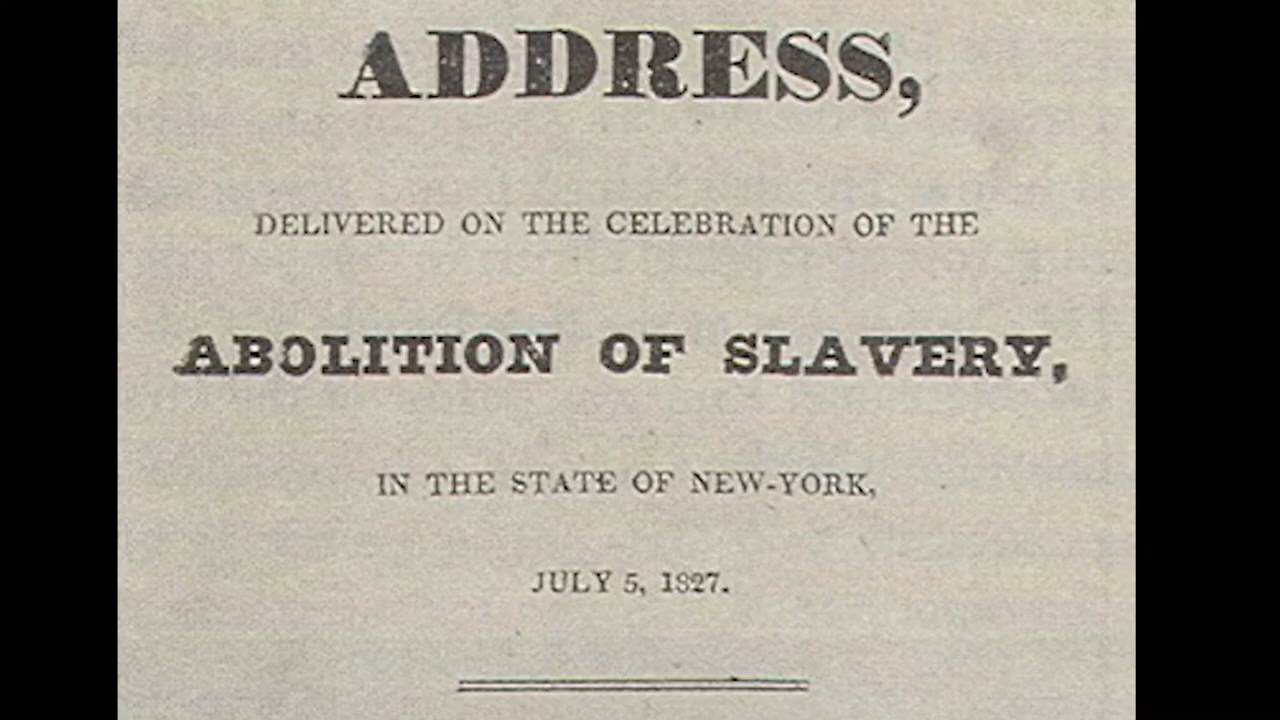 ADDRESS,
DELIVERED ON THE CELEBRATION OF THE
ABOLITION OF SLAVERY,
IN THE STATE OF NEW-YORK,
JULY 5, 1827.